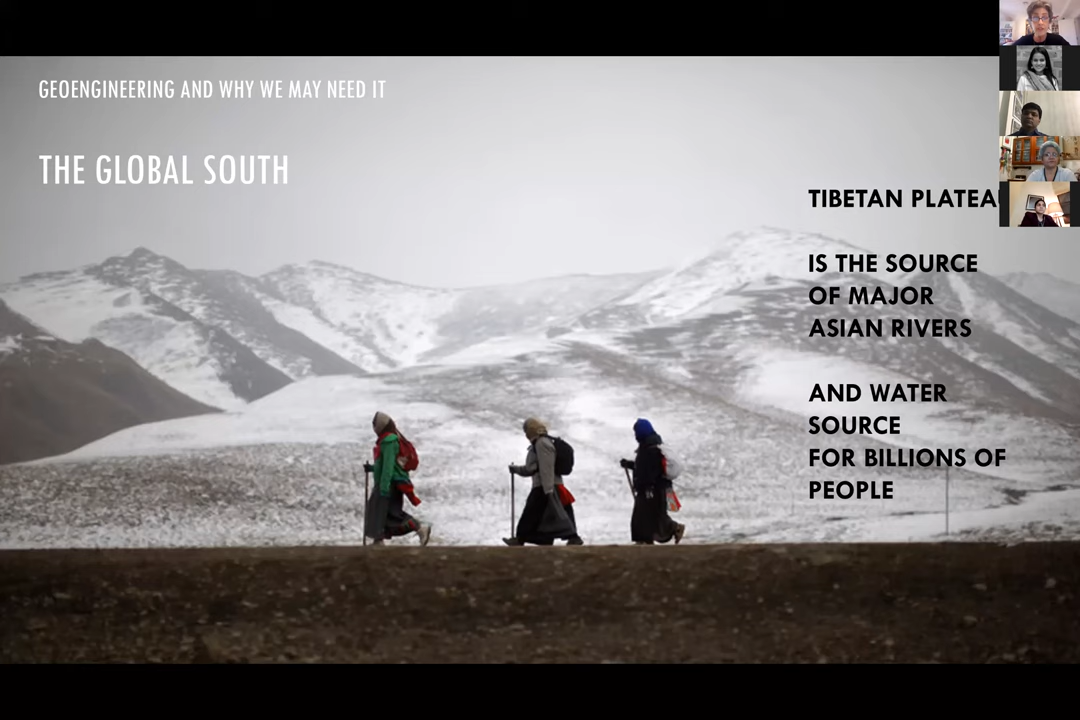 GEOENGINEERING AND WHY WE MAY NEED IT
THE GLOBAL SOUTH
TIBETAN PLATEA
IS THE SOURCE
OF MAJOR
ASIAN RIVERS
AND WATER
SOURCE
FOR BILLIONS OF
PEOPLE